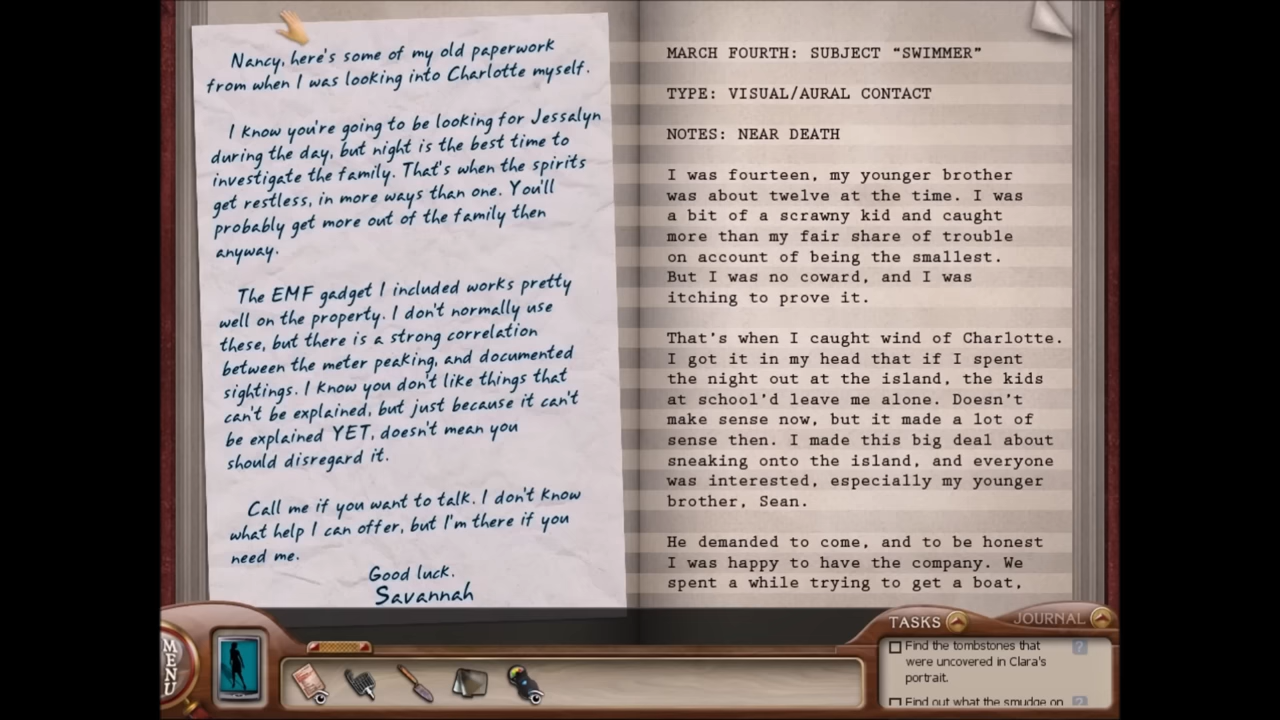 Nancy, here's some of my old paperwork
from when I was looking into Charlotte myself.
I know you're going to be looking for Jessalyn
during the day, but night is the best time to
investigate the family. That's when the spirits
get restless, in more ways than one. You'll
probably get more out of the family then
anyway.
The EMF gadget I included works pretty
well on the property. I don't normally use
these, but there is a strong correlation
between the meter peaking, and documented
sightings. I know you don't like things that
can't be explained, but just because it can't
be explained YET, doesn't mean you
should disregard it.
Call me if you want to talk. I don't know
what help I can offer, but I'm there if you
need me.
Good luck.
Savannah
MARCH FOURTH: SUBJECT “SWIMMER”
TYPE: VISUAL/AURAL CONTACT
NOTES: NEAR DEATH
I was fourteen, my younger brother
was about twelve at the time. I was
a bit of a scrawny kid and caught
more than my fair share of trouble
on account of being the smallest.
But I was no coward, and I was
itching to prove it.
That's when I caught wind of Charlotte.
I got it in my head that if I spent
the night out at the island, the kids
at school'd leave me alone. Doesn't
make sense now, but it made a lot of
sense then. I made this big deal about
sneaking onto the island, and everyone
was interested, especially my younger
brother, Sean.
He demanded to come, and to be honest
I was happy to have the company. We
spent a while trying to get a boat,
MENU
TASKS
JOURNAL
Find the tombstones that
were uncovered in Clara's
portrait.
Find out what the smudge on